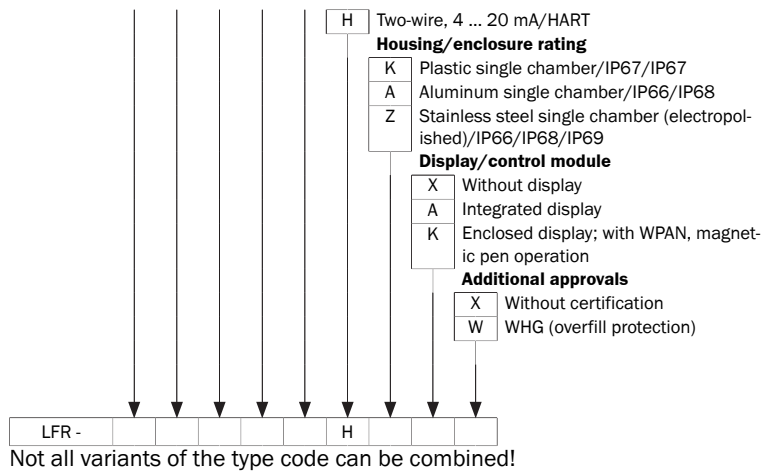 H Two-wire, 4 ... 20 mA/HART
Housing/enclosure rating
K Plastic single chamber/IP67/IP67
A Aluminum single chamber/IP66/IP68
Z Stainless steel single chamber (electropol-
ished)/IP66/IP68/IP69
Display/control module
X Without display
A Integrated display
K Enclosed display; with WPAN, magnet-
ic pen operation
Additional approvals
X Without certification
W WHG (overfill protection)
LFR - H
Not all variants of the type code can be combined!